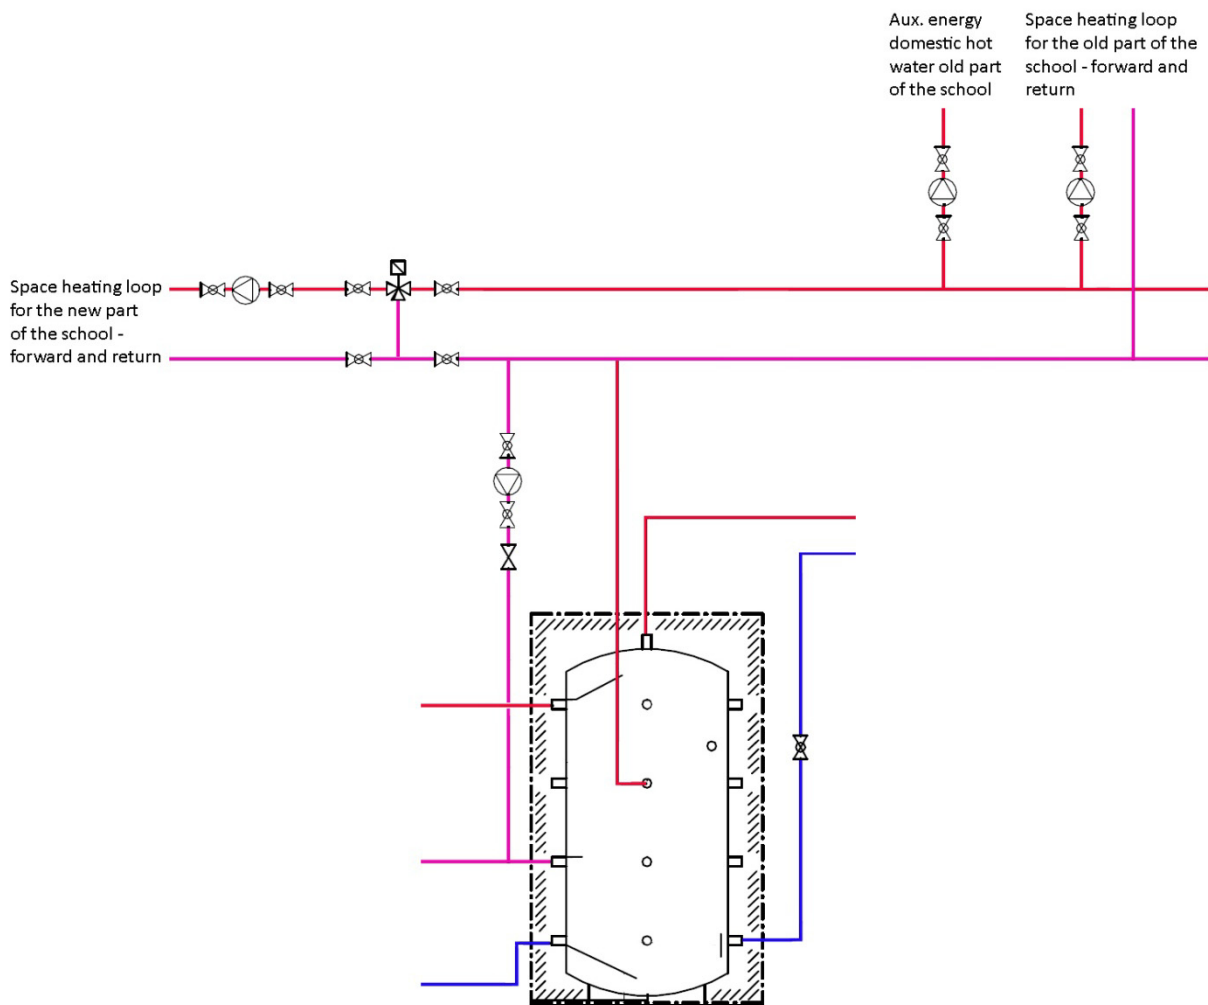 Aux. energy
domestic hot
water old part
of the school
Space heating loop
for the old part of the
school - forward and
return
Space heating loop
for the new part
of the school -
forward and return